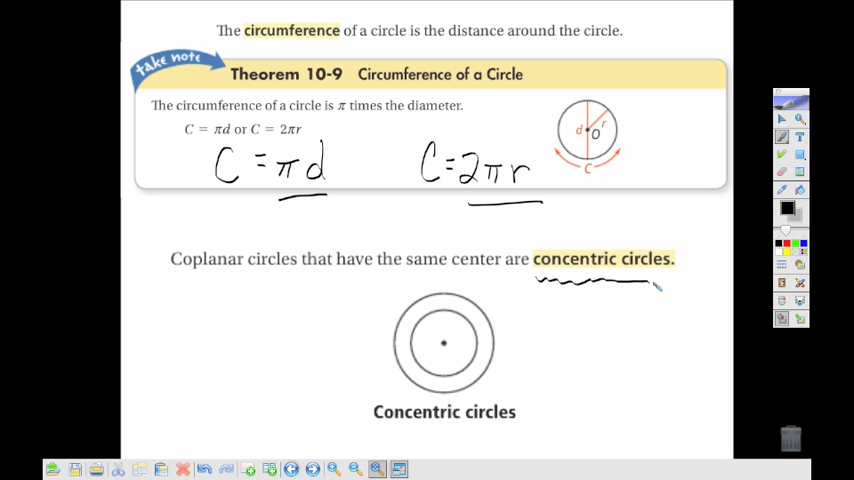 The circumference of a circle is the distance around the circle.
take note
Theorem 10-9 Circumference of a Circle
The circumference of a circle is π times the diameter.
C = πd or C = 2πr
d r O
C
C = πd C = 2πr
Coplanar circles that have the same center are concentric circles.
Concentric circles